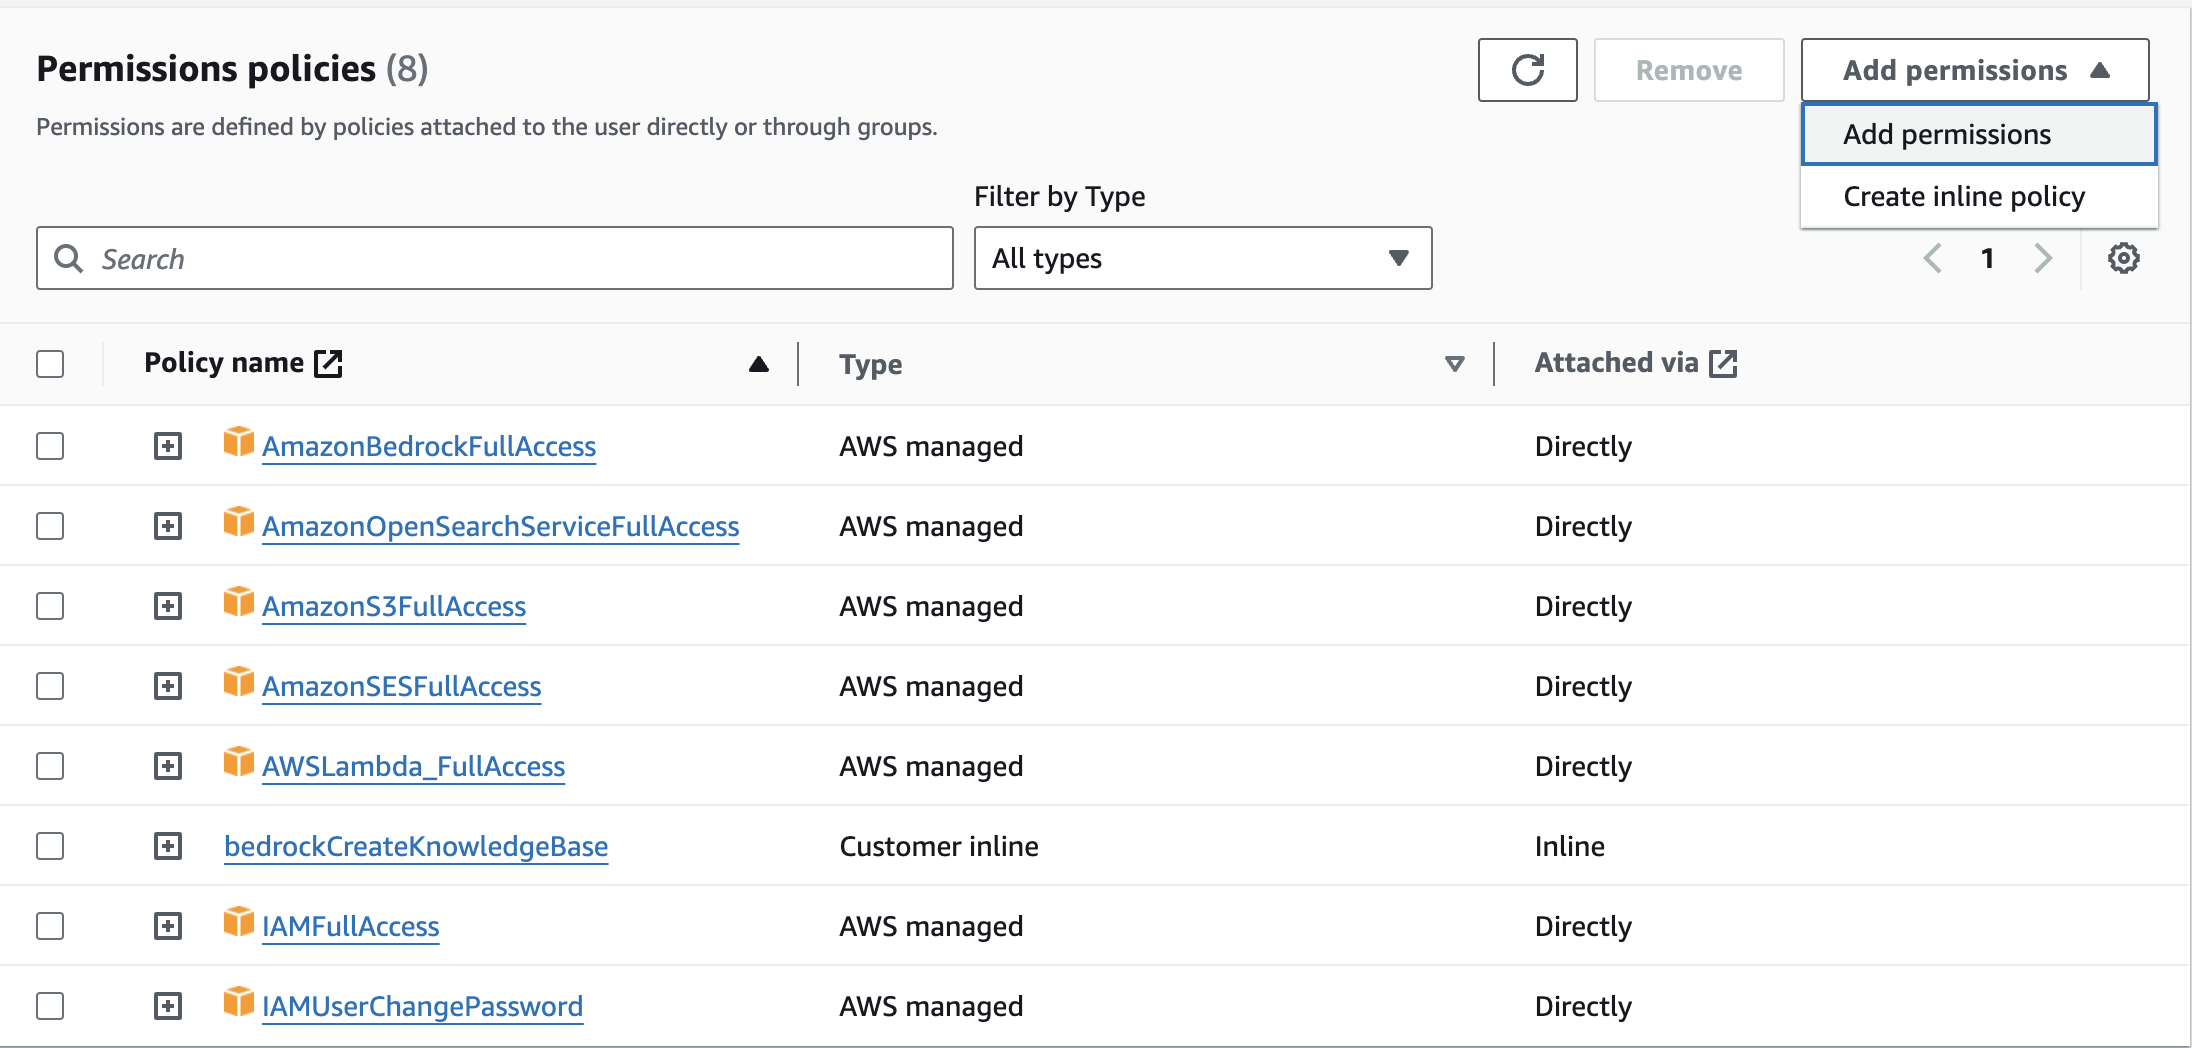 Permissions policies (8)
Remove
Add permissions
Permissions are defined by policies attached to the user directly or through groups.
Add permissions
Create inline policy
Filter by Type
Search
All types
1
Policy name
Type
Attached via
AmazonBedrockFullAccess AWS managed Directly
AmazonOpenSearchServiceFullAccess AWS managed Directly
AmazonS3FullAccess AWS managed Directly
AmazonSESFullAccess AWS managed Directly
AWSLambda_FullAccess AWS managed Directly
bedrockCreateKnowledgeBase Customer inline Inline
IAMFullAccess AWS managed Directly
IAMUserChangePassword AWS managed Directly